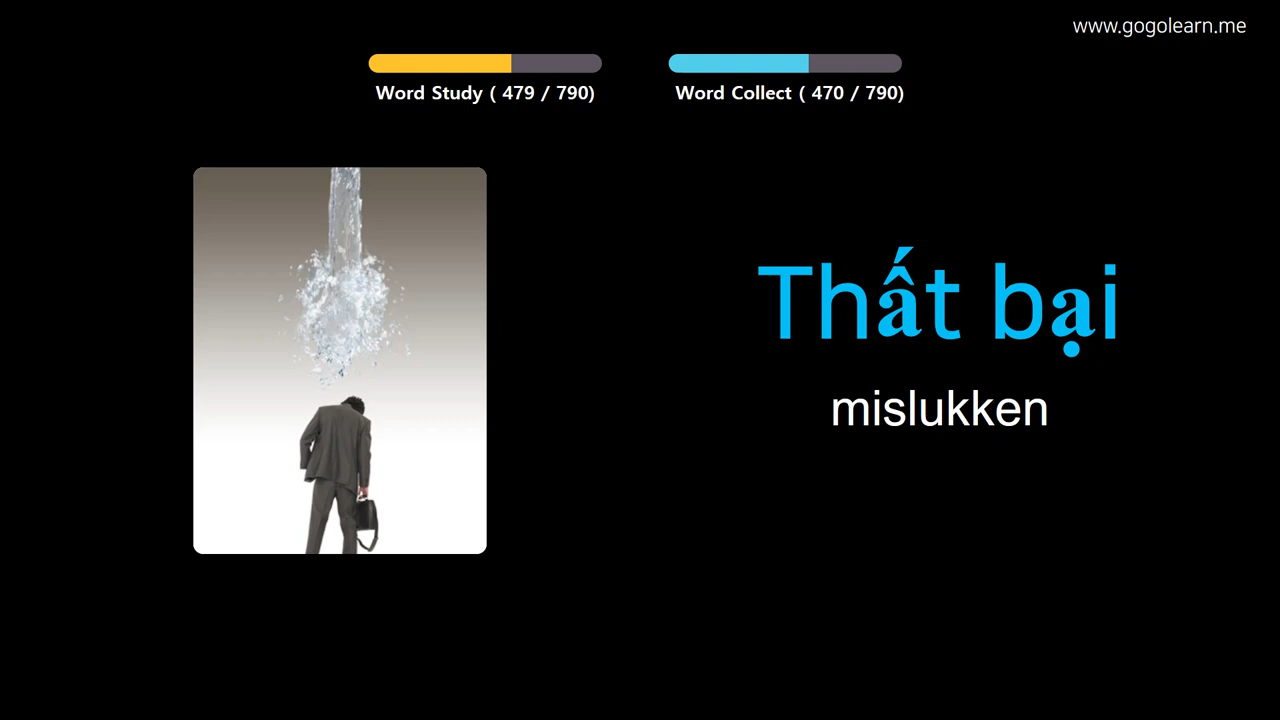 www.gogolearn.me
Word Study ( 479 / 790)
Word Collect ( 470 / 790)
Thất bại
mislukken